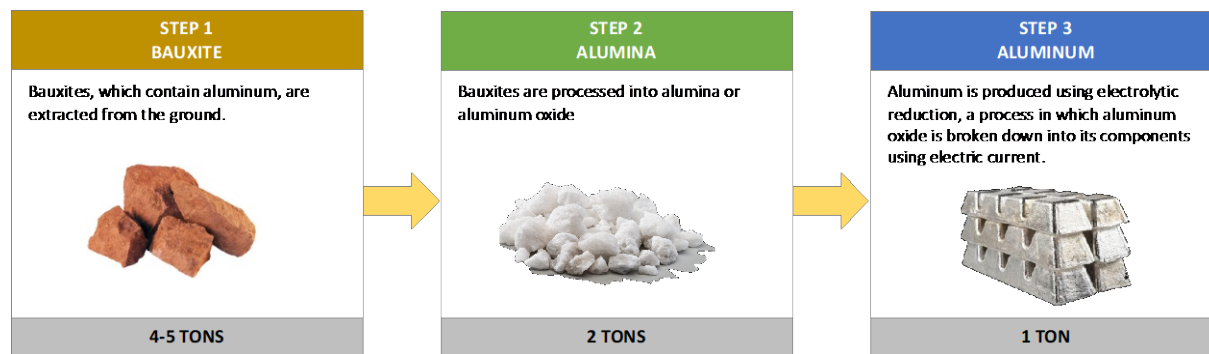 STEP 1
BAUXITE
Bauxites, which contain aluminum, are
extracted from the ground.
4-5 TONS
STEP 2
ALUMINA
Bauxites are processed into alumina or
aluminum oxide
2 TONS
STEP 3
ALUMINUM
Aluminum is produced using electrolytic
reduction, a process in which aluminum
oxide is broken down into its components
using electric current.
1 TON